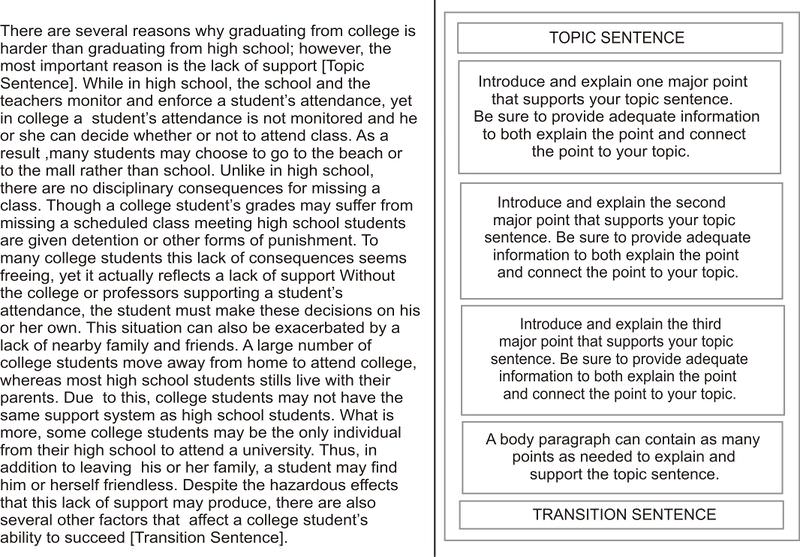 There are several reasons why graduating from college is
harder than graduating from high school; however, the
most important reason is the lack of support [Topic
Sentence]. While in high school, the school and the
teachers monitor and enforce a student's attendance, yet
in college a  student's attendance is not monitored and he
or she can decide whether or not to attend class. As a
result ,many students may choose to go to the beach or
to the mall rather than school. Unlike in high school,
there are no disciplinary consequences for missing a
class. Though a college student's grades may suffer from
missing a scheduled class meeting high school students
are given detention or other forms of punishment. To
many college students this lack of consequences seems
freeing, yet it actually reflects a lack of support Without
the college or professors supporting a student's
attendance, the student must make these decisions on his
or her own. This situation can also be exacerbated by a
lack of nearby family and friends. A large number of
college students move away from home to attend college,
whereas most high school students stills live with their
parents. Due  to this, college students may not have the
same support system as high school students. What is
more, some college students may be the only individual
from their high school to attend a university. Thus, in
addition to leaving  his or her family, a student may find
him or herself friendless. Despite the hazardous effects
that this lack of support may produce, there are also
several other factors that  affect a college student's
ability to succeed [Transition Sentence].
TOPIC SENTENCE
Introduce and explain one major point
that supports your topic sentence.
Be sure to provide adequate information
to both explain the point and connect
the point to your topic.
Introduce and explain the second
major point that supports your topic
sentence. Be sure to provide adequate
information to both explain the point
and connect the point to your topic.
Introduce and explain the third
major point that supports your topic
sentence. Be sure to provide adequate
information to both explain the point
and connect the point to your topic.
A body paragraph can contain as many
points as needed to explain and
support the topic sentence.
TRANSITION SENTENCE